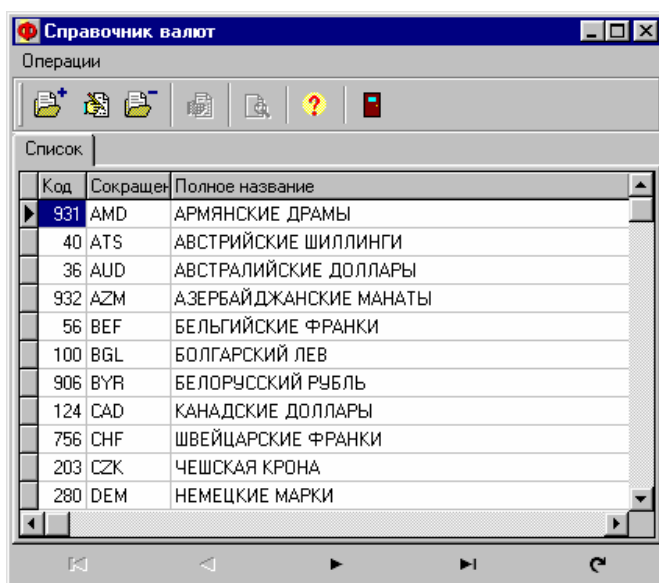 Справочник валют
Операции
Список
Код Сокращен Полное название
931 AMD АРМЯНСКИЕ ДРАМЫ
40 ATS АВСТРИЙСКИЕ ШИЛЛИНГИ
36 AUD АВСТРАЛИЙСКИЕ ДОЛЛАРЫ
932 AZM АЗЕРБАЙДЖАНСКИЕ МАНАТЫ
56 BEF БЕЛЬГИЙСКИЕ ФРАНКИ
100 BGL БОЛГАРСКИЙ ЛЕВ
906 BYR БЕЛОРУССКИЙ РУБЛЬ
124 CAD КАНАДСКИЕ ДОЛЛАРЫ
756 CHF ШВЕЙЦАРСКИЕ ФРАНКИ
203 CZK ЧЕШСКАЯ КРОНА
280 DEM НЕМЕЦКИЕ МАРКИ